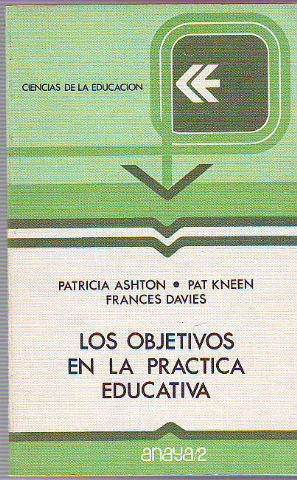 CIENCIAS DE LA EDUCACION
PATRICIA ASHTON • PAT KNEEN
FRANCES DAVIES
LOS OBJETIVOS
EN LA PRACTICA
EDUCATIVA
anaya/2